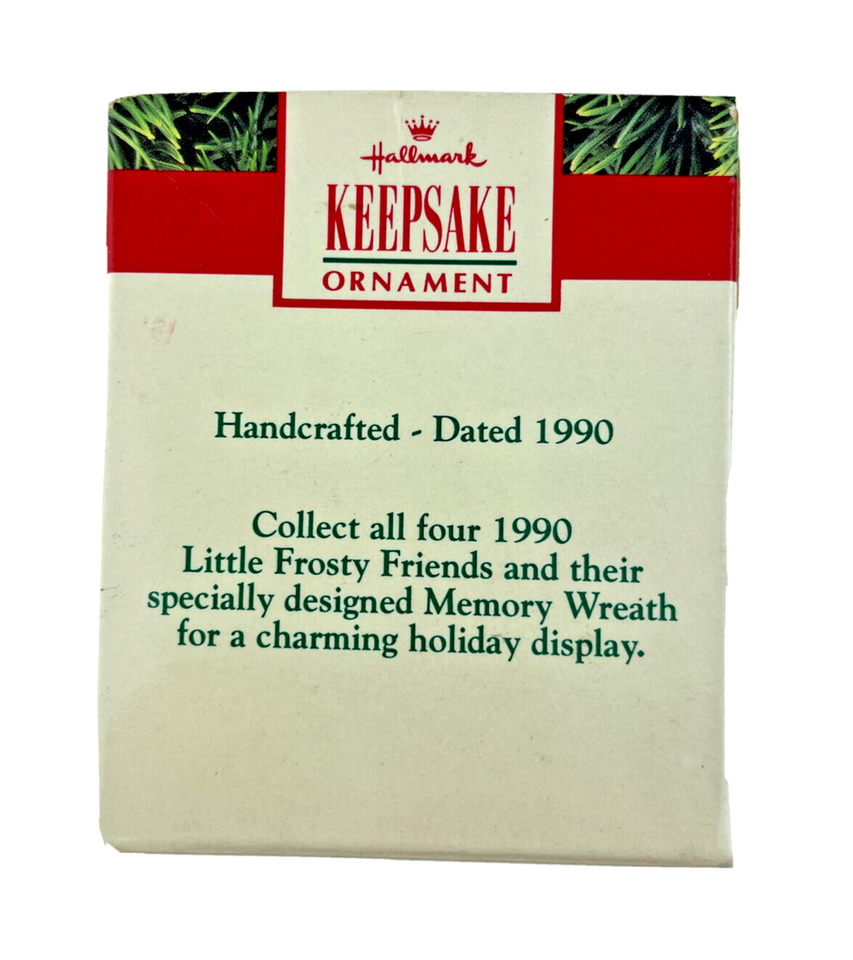 Hallmark
KEEPSAKE
ORNAMENT
Handcrafted - Dated 1990
Collect all four 1990
Little Frosty Friends and their
specially designed Memory Wreath
for a charming holiday display.